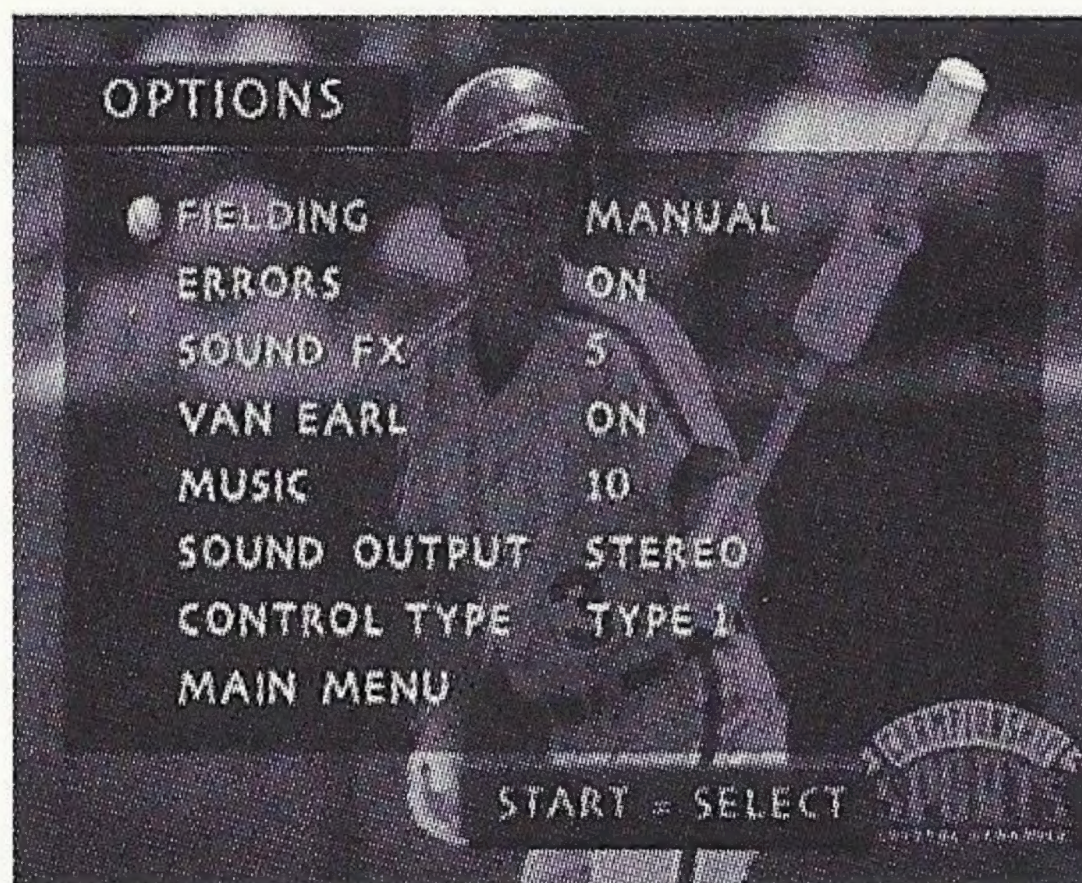 OPTIONS
FIELDING MANUAL
ERRORS ON
SOUND FX 5
VAN EARL ON
MUSIC 10
SOUND OUTPUT STEREO
CONTROL TYPE TYPE 1
MAIN MENU
START = SELECT
SPORTS